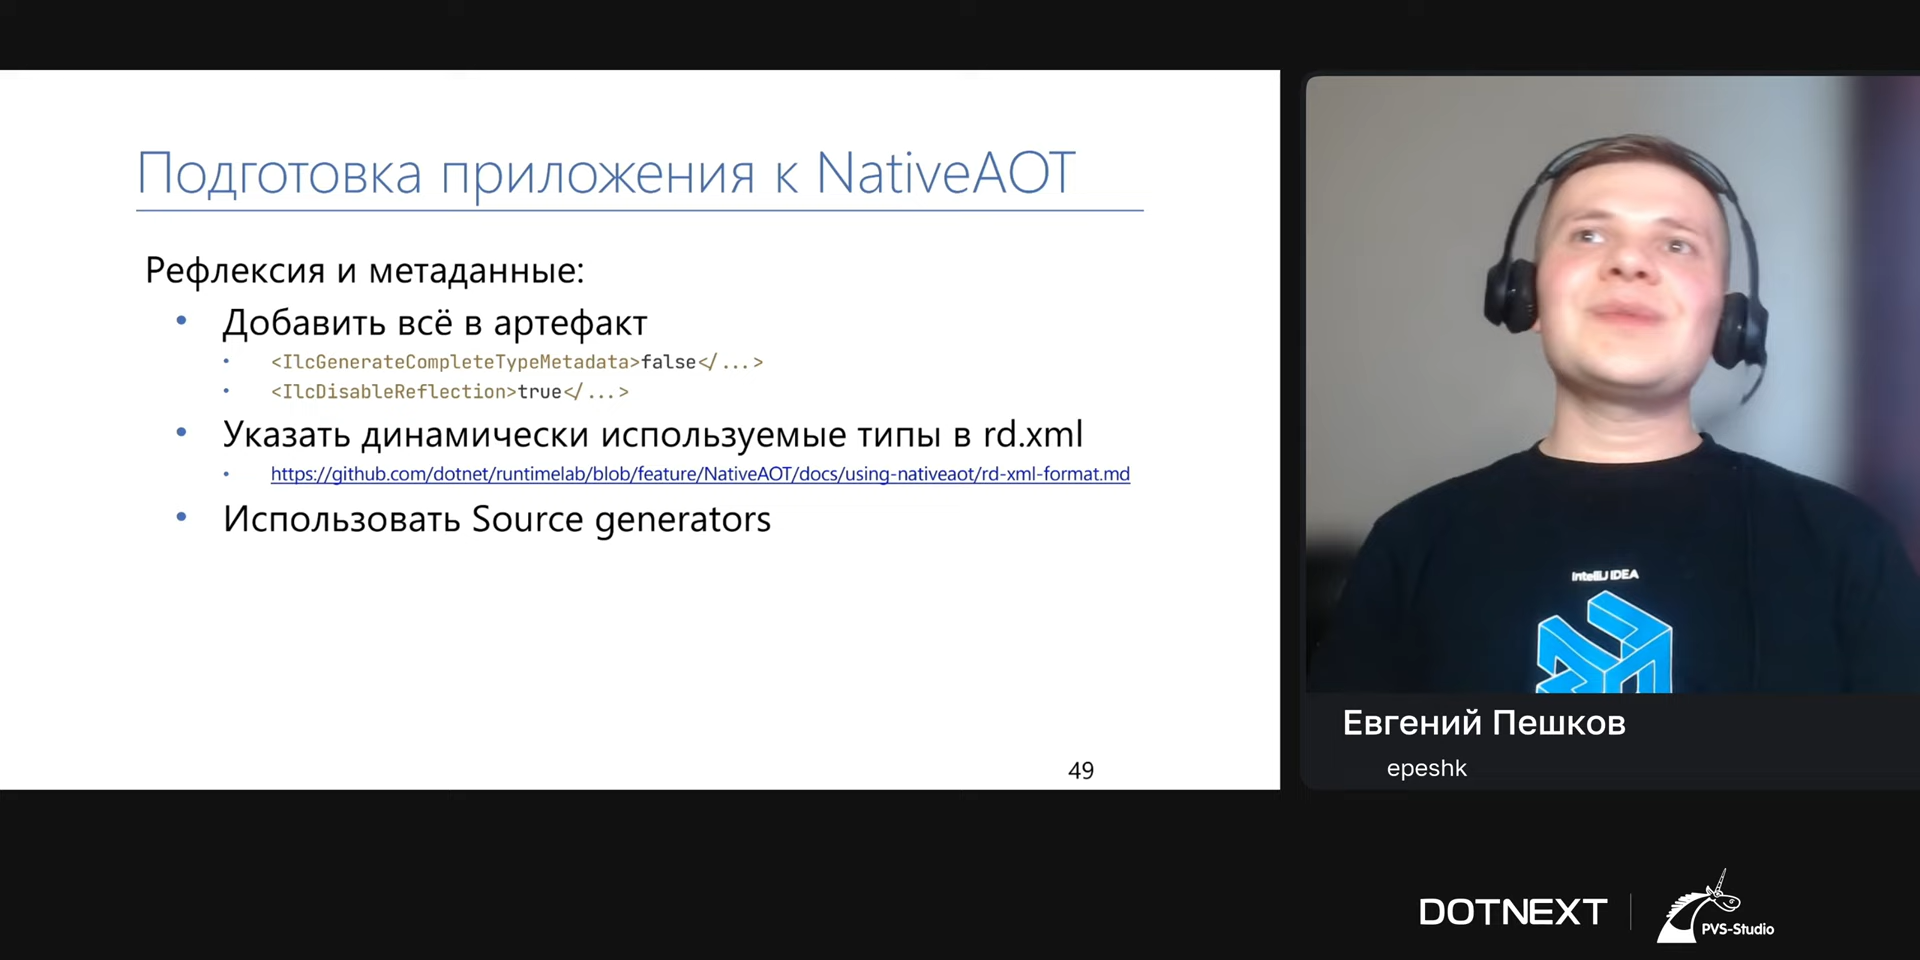 Подготовка приложения к NativeAOT
Рефлексия и метаданные:
• Добавить всё в артефакт
• <IlcGenerateCompleteTypeMetadata>false</...>
• <IlcDisableReflection>true</...>
• Указать динамически используемые типы в rd.xml
• https://github.com/dotnet/runtimelab/blob/feature/NativeAOT/docs/using-nativeaot/rd-xml-format.md
• Использовать Source generators
49
IntelliJ IDEA
Евгений Пешков
epeshk
DOTNEXT
PVS-Studio